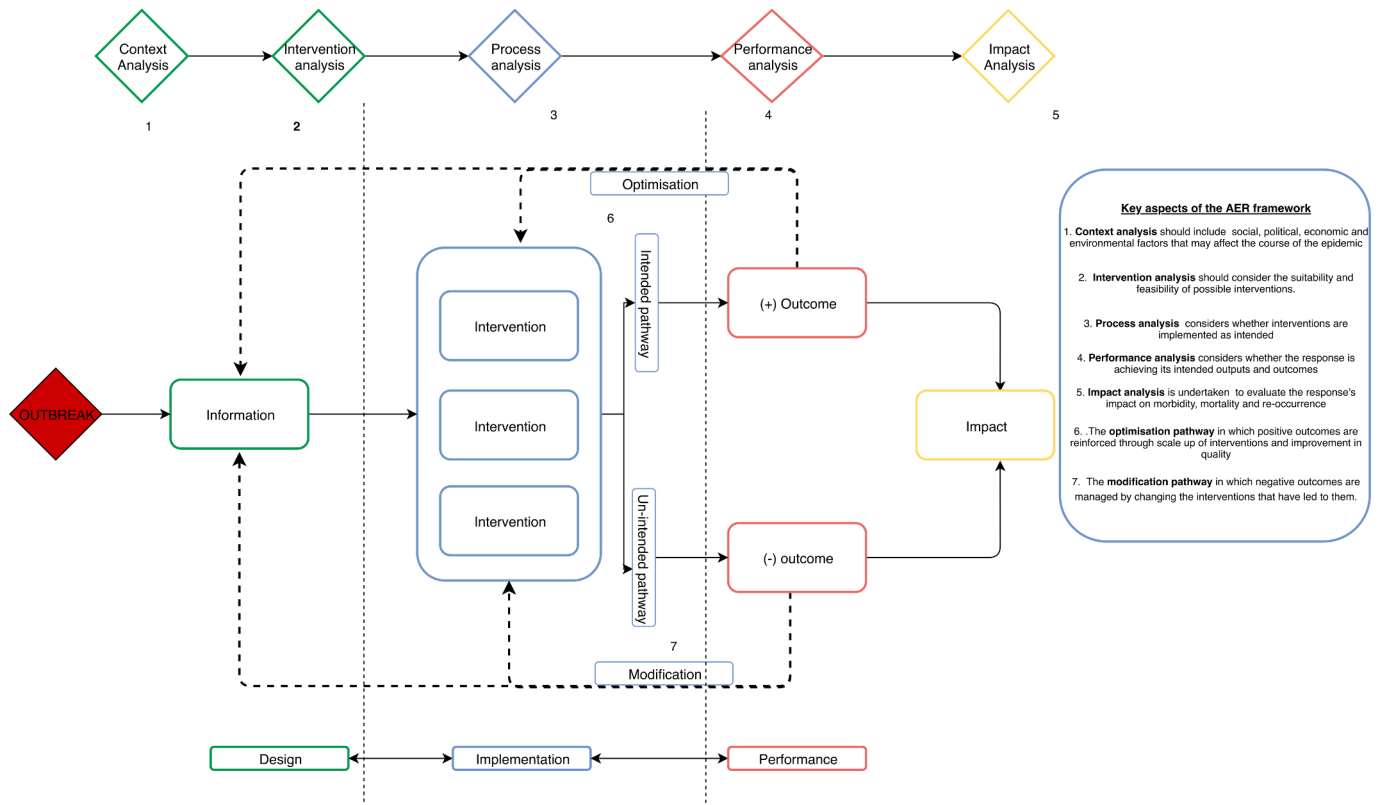 Context
Analysis
Intervention
analysis
Process
analysis
Performance
analysis
Impact
Analysis
1
2
3
4
5
Optimisation
6
Intended pathway
(+) Outcome
Intervention
Intervention
Intervention
OUTBREAK
Information
Impact
Un-intended pathway
(-) outcome
7
Modification
Design
Implementation
Performance
Key aspects of the AER framework
1. Context analysis should include social, political, economic and
environmental factors that may affect the course of the epidemic
2. Intervention analysis should consider the suitability and
feasibility of possible interventions.
3. Process analysis considers whether interventions are
implemented as intended
4. Performance analysis considers whether the response is
achieving its intended outputs and outcomes
5. Impact analysis is undertaken to evaluate the response's
impact on morbidity, mortality and re-occurrence
6. .The optimisation pathway in which positive outcomes are
reinforced through scale up of interventions and improvement in
quality
7. The modification pathway in which negative outcomes are
managed by changing the interventions that have led to them.